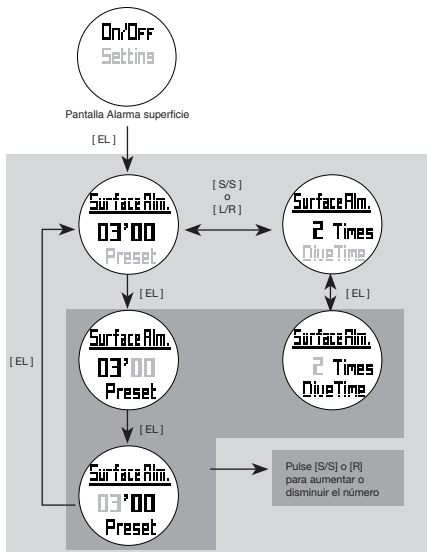 On/Off
Setting
Pantalla Alarma superficie
[ EL ]
Surface Alm.
03'00
Preset
[ S/S ]
o
[ L/R ]
Surface Alm.
2 Times
DiveTime
[ EL ]
[ EL ]
Surface Alm.
03'00
Preset
Surface Alm.
2 Times
DiveTime
[ EL ]
[ EL ]
Surface Alm.
03'00
Preset
Pulse [S/S] o [R]
para aumentar o
disminuir el número